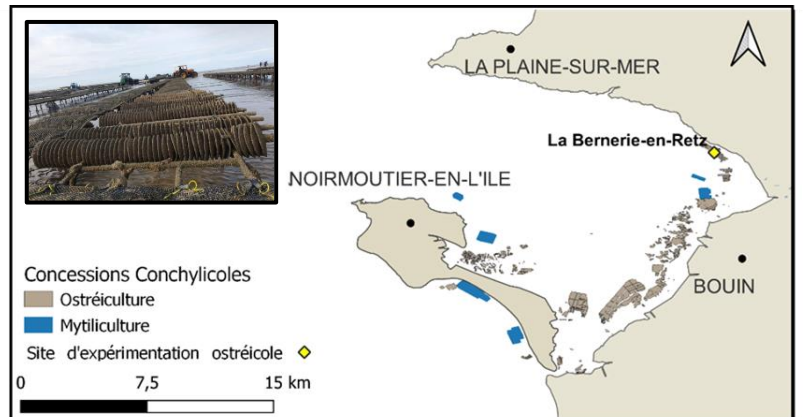 LA PLAINE-SUR-MER
La Bernerie-en-Retz
NOIRMOUTIER-EN-L'ILE
BOUIN
Concessions Conchylicoles
Ostréiculture
Mytiliculture
Site d'expérimentation ostréicole
0 7,5 15 km